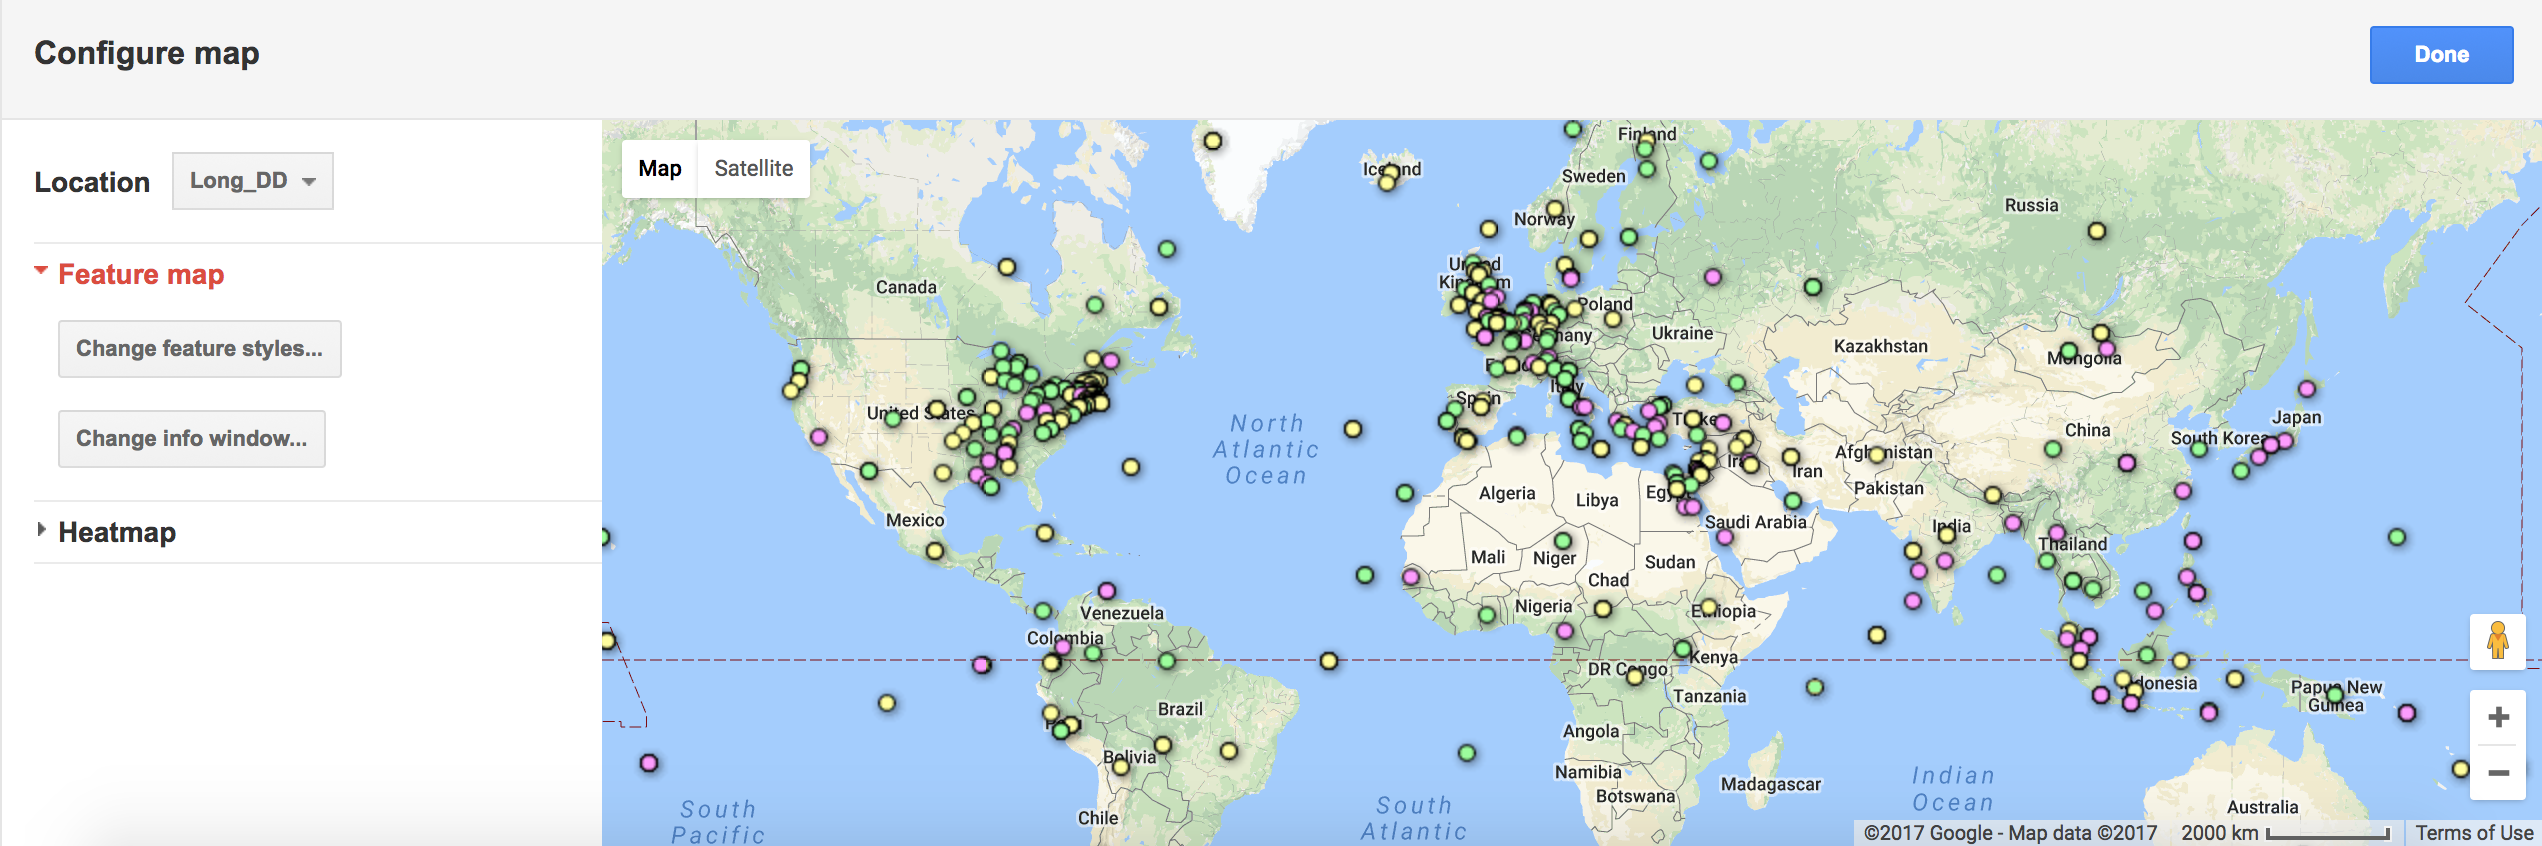 Configure map
Done
Location
Long_DD
Feature map
Change feature styles...
Change info window...
Heatmap
Map
Satellite
Finland
Iceland
Sweden
Norway
Russia
United
Kingdom
Canada
Poland
Germany
Ukraine
Kazakhstan
Mongolia
Italy
Spain
United States
North
Atlantic
Ocean
Japan
China
South Korea
Afghanistan
Iran
Pakistan
Algeria
Libya
Egypt
Saudi Arabia
Mexico
India
Thailand
Mali
Niger
Sudan
Chad
Nigeria
Ethiopia
Venezuela
Colombia
DR Congo
Kenya
Tanzania
Indonesia
Papua New
Guinea
Brazil
Angola
Bolivia
Namibia
Botswana
Madagascar
Indian
Ocean
Australia
Chile
South
Pacific
South
Atlantic
©2017 Google - Map data ©2017
2000 km
Terms of Use